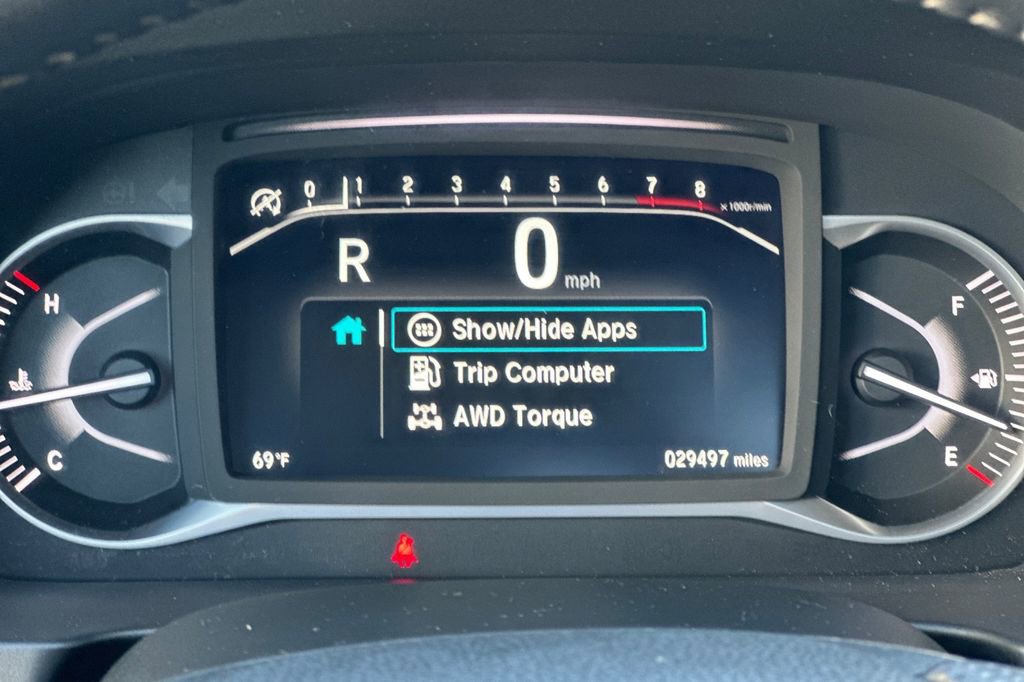 0 1 2 3 4 5 6 7 8 x1000r/min
R 0 mph
H
F
Show/Hide Apps
Trip Computer
AWD Torque
C
E
69°F
029497 miles